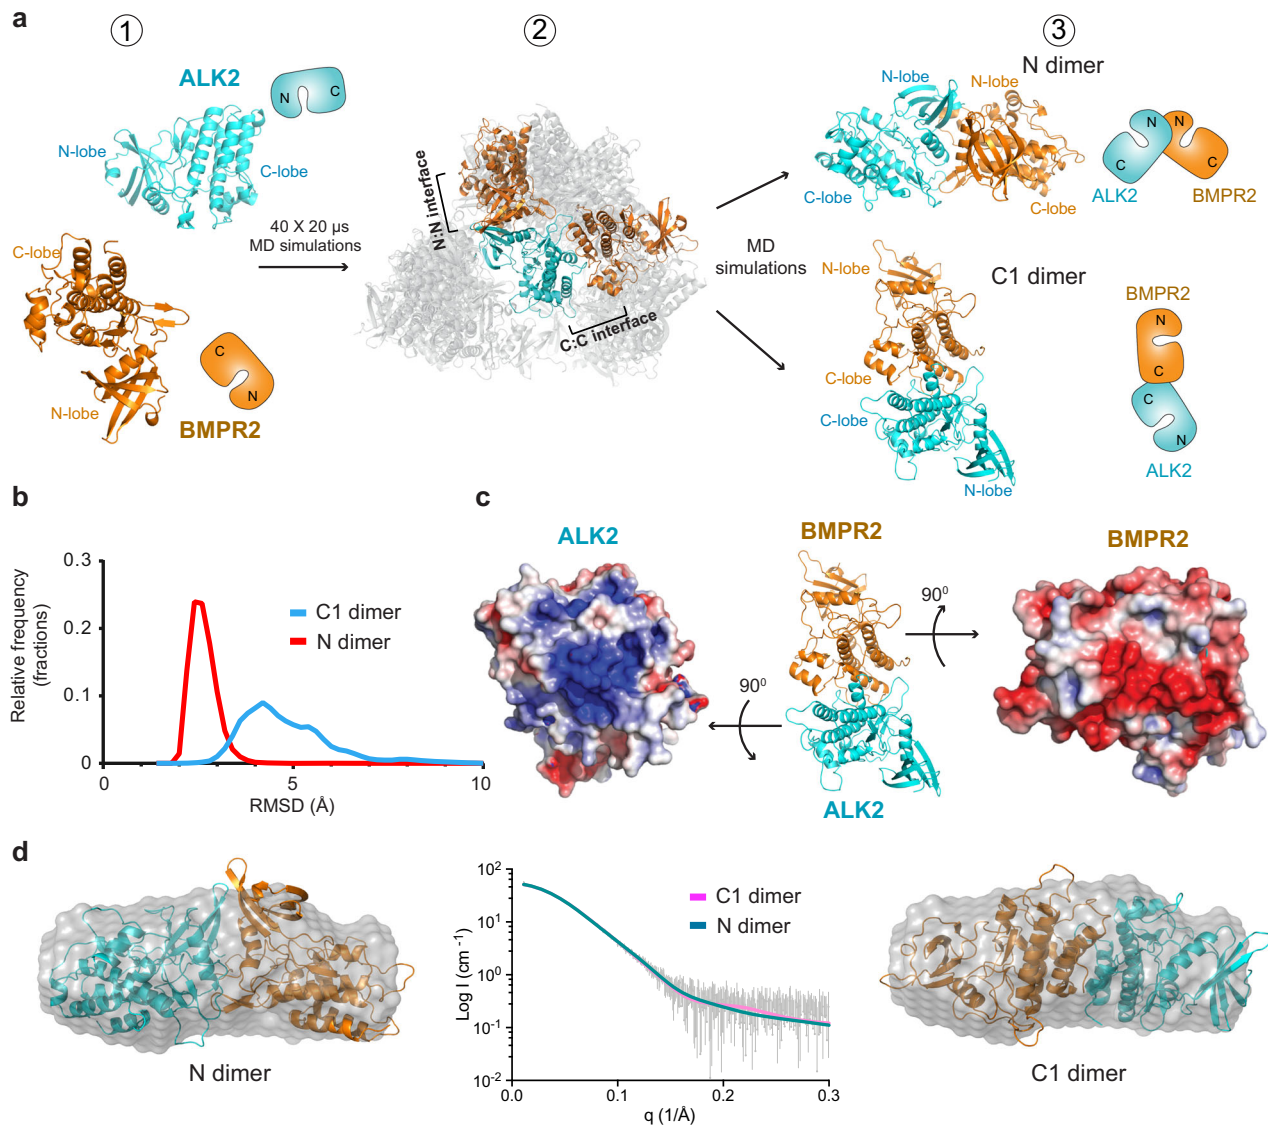 a
1
2
3
ALK2
N
C
N-lobe
C-lobe
C-lobe
N-lobe
C
N
BMPR2
40 X 20 μs
MD simulations
N:N interface
C:C interface
MD
simulations
N dimer
N-lobe
N-lobe
C-lobe
C-lobe
N
N
C
C
ALK2
BMPR2
C1 dimer
N-lobe
C-lobe
C-lobe
N-lobe
BMPR2
N
C
C
N
ALK2
b
Relative frequency
(fractions)
0.3
0.2
0.1
0
0
5
10
RMSD (Å)
C1 dimer
N dimer
c
ALK2
BMPR2
BMPR2
90⁰
90⁰
ALK2
d
N dimer
Log I (cm⁻¹)
10²
10¹
10⁰
10⁻¹
10⁻²
0.0
0.1
0.2
0.3
q (1/Å)
C1 dimer
N dimer
C1 dimer